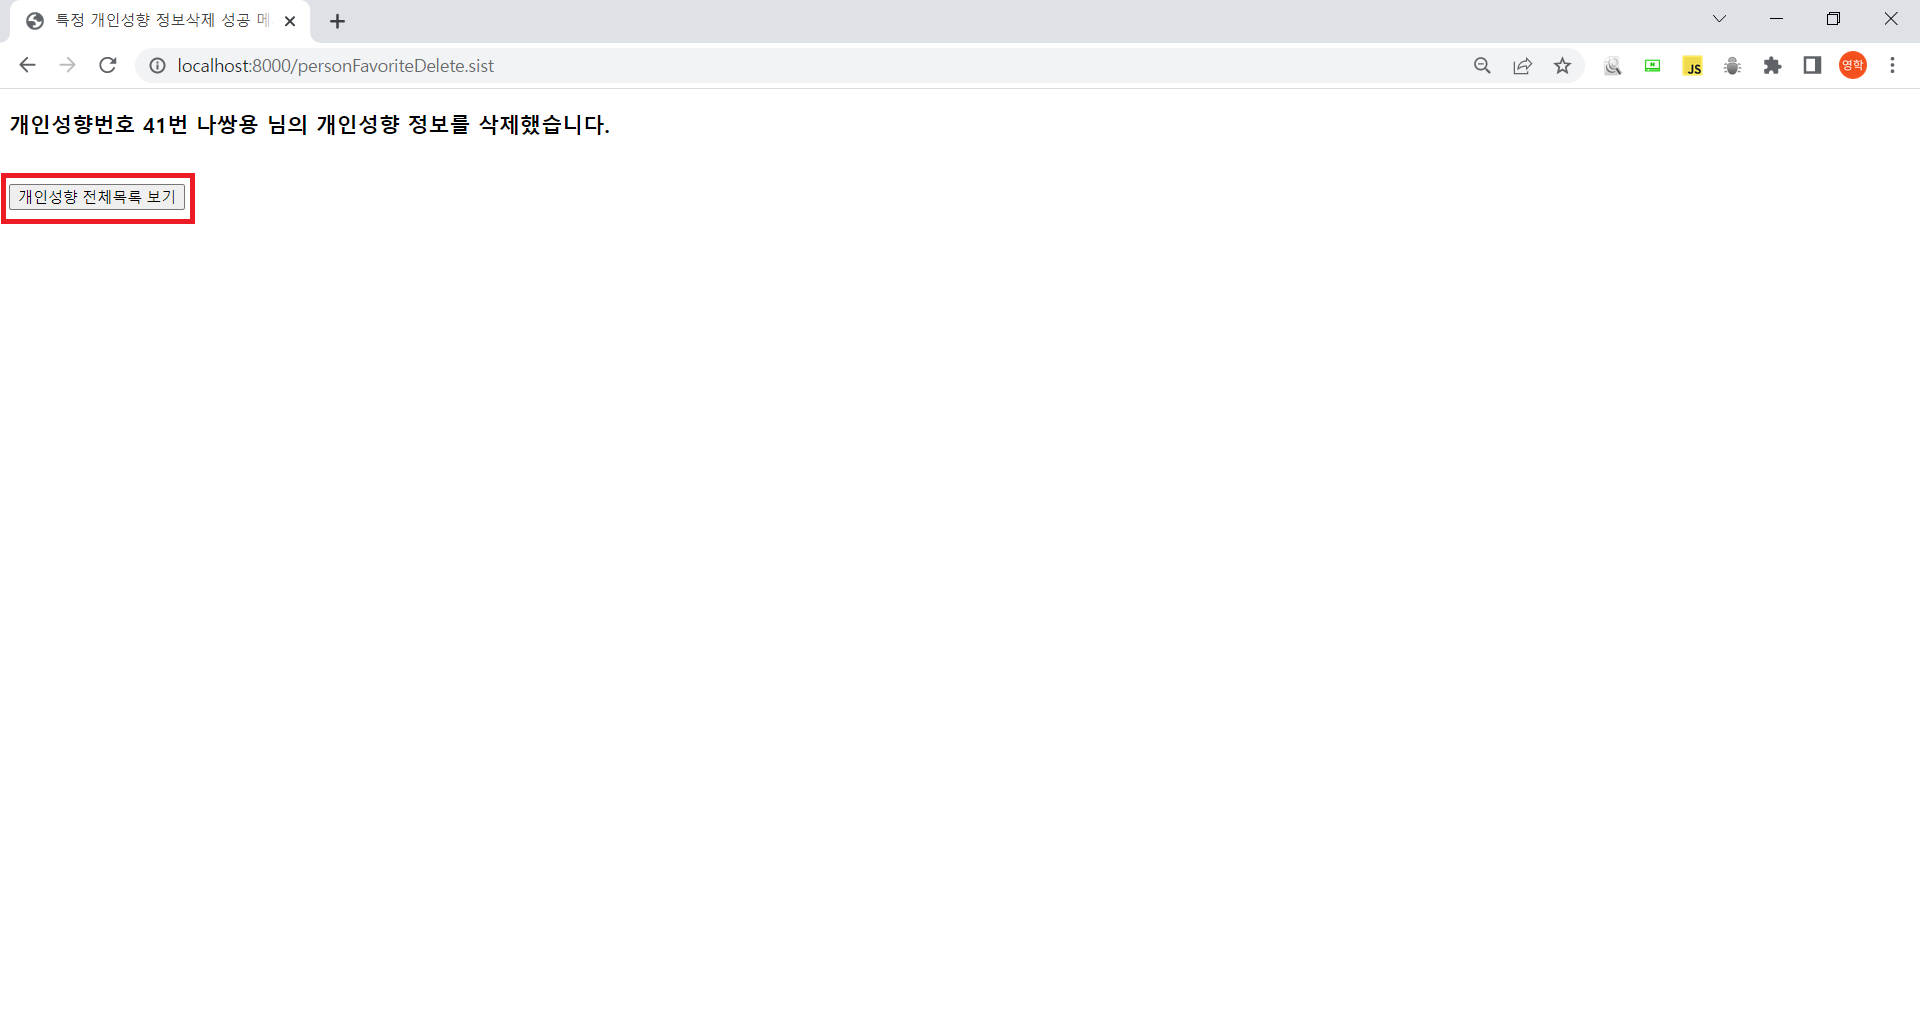 특정 개인성향 정보삭제 성공 메
localhost:8000/personFavoriteDelete.sist
JS
영학
개인성향번호 41번 나쌍용 님의 개인성향 정보를 삭제했습니다.
개인성향 전체목록 보기